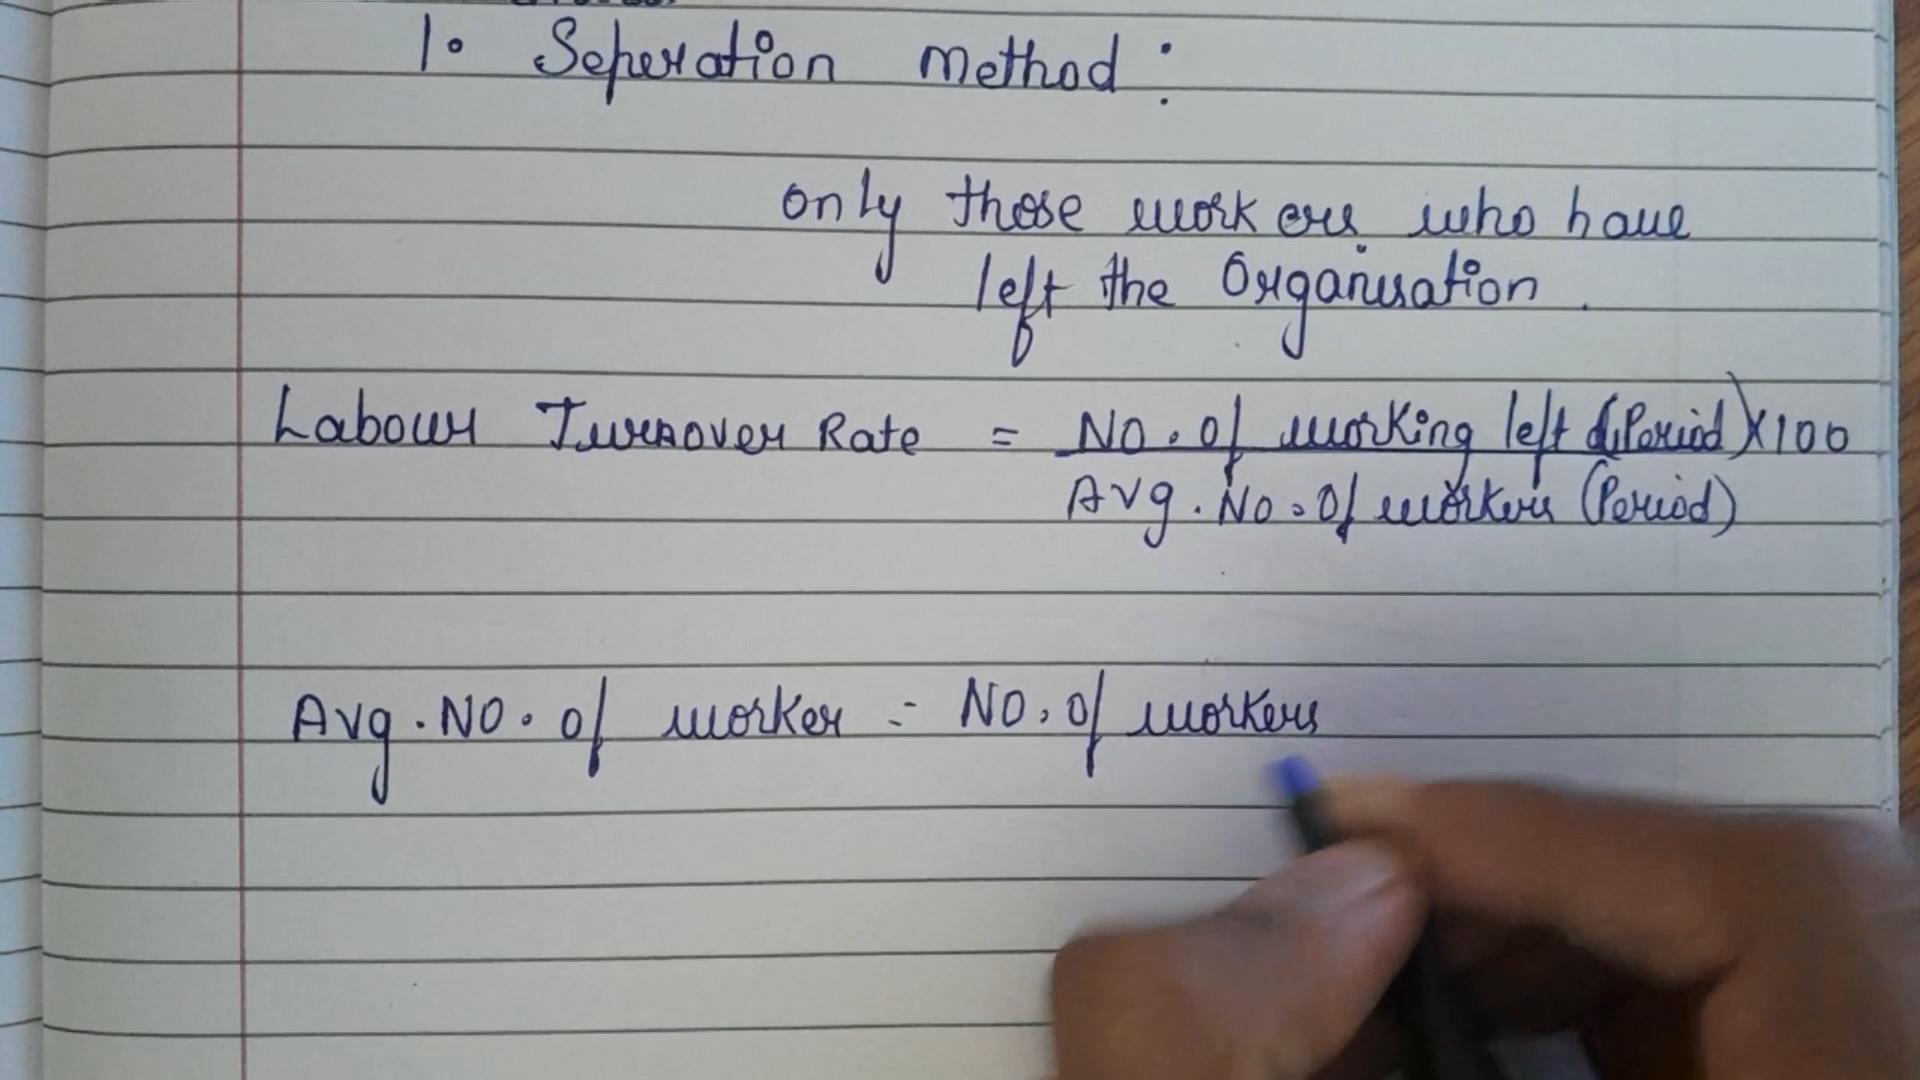 1. Seperation Method :
only those workers who have
left the Organisation.
Labour Turnover Rate = No. of working left (Period) × 100
Avg. No. of workers (Period)
Avg. No. of worker = No. of workers